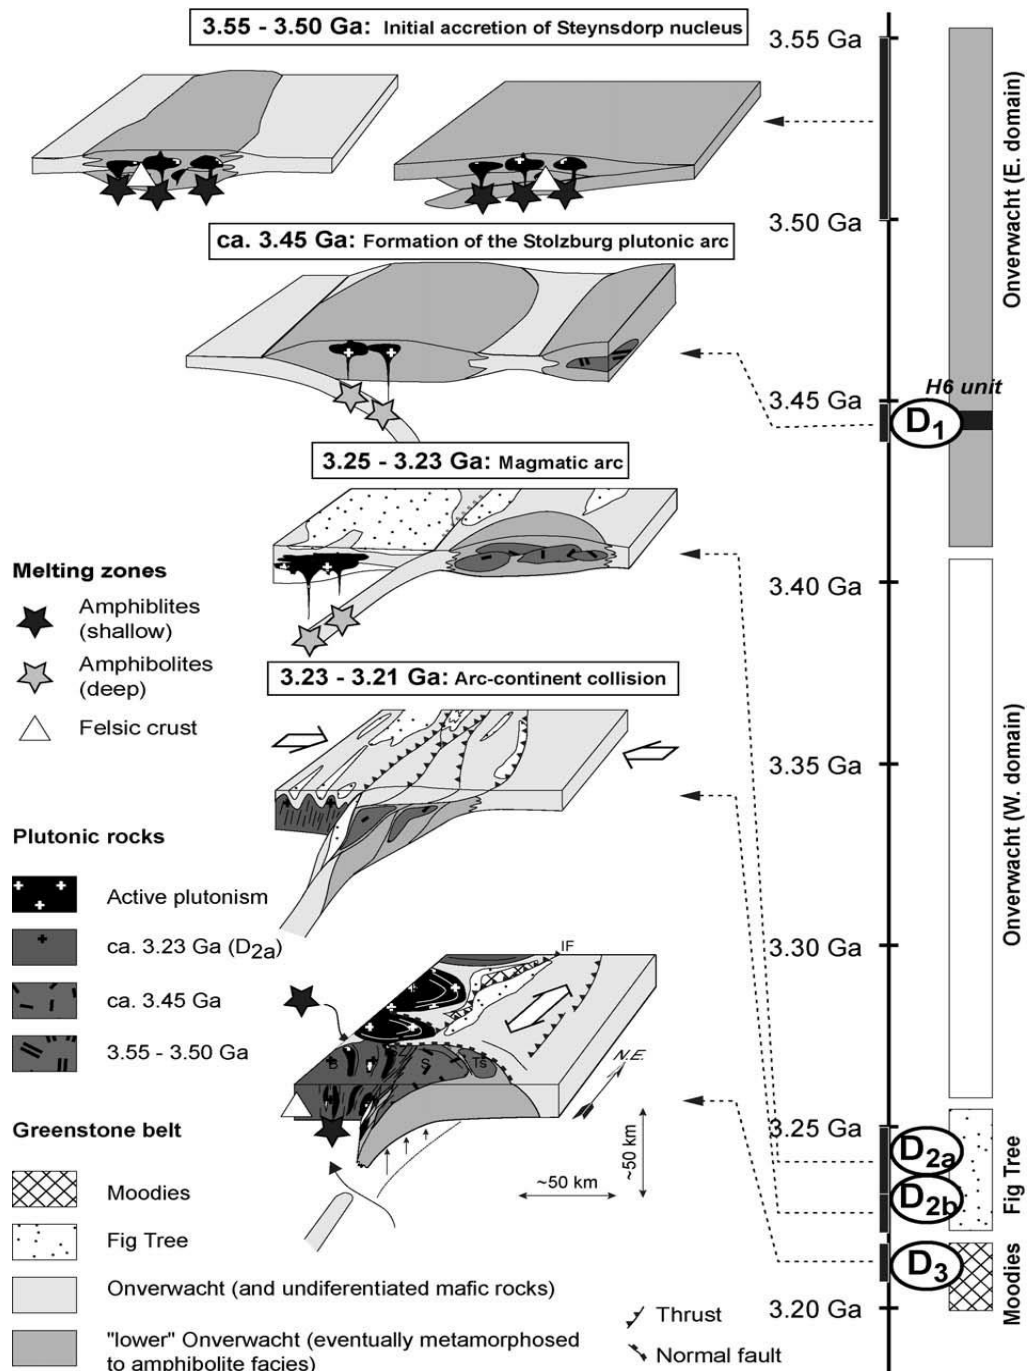 3.55 - 3.50 Ga: Initial accretion of Steynsdorp nucleus
ca. 3.45 Ga: Formation of the Stolzburg plutonic arc
3.25 - 3.23 Ga: Magmatic arc
3.23 - 3.21 Ga: Arc-continent collision
IF
B
S
Ts
N.E.
~50 km
~50 km
Melting zones
Amphiblites
(shallow)
Amphibolites
(deep)
Felsic crust
Plutonic rocks
Active plutonism
ca. 3.23 Ga (D2a)
ca. 3.45 Ga
3.55 - 3.50 Ga
Greenstone belt
Moodies
Fig Tree
Onverwacht (and undiferentiated mafic rocks)
"lower" Onverwacht (eventually metamorphosed
to amphibolite facies)
Thrust
Normal fault
3.55 Ga
3.50 Ga
3.45 Ga
3.40 Ga
3.35 Ga
3.30 Ga
3.25 Ga
3.20 Ga
H6 unit
D1
D2a
D2b
D3
Onverwacht (E. domain)
Onverwacht (W. domain)
Fig Tree
Moodies